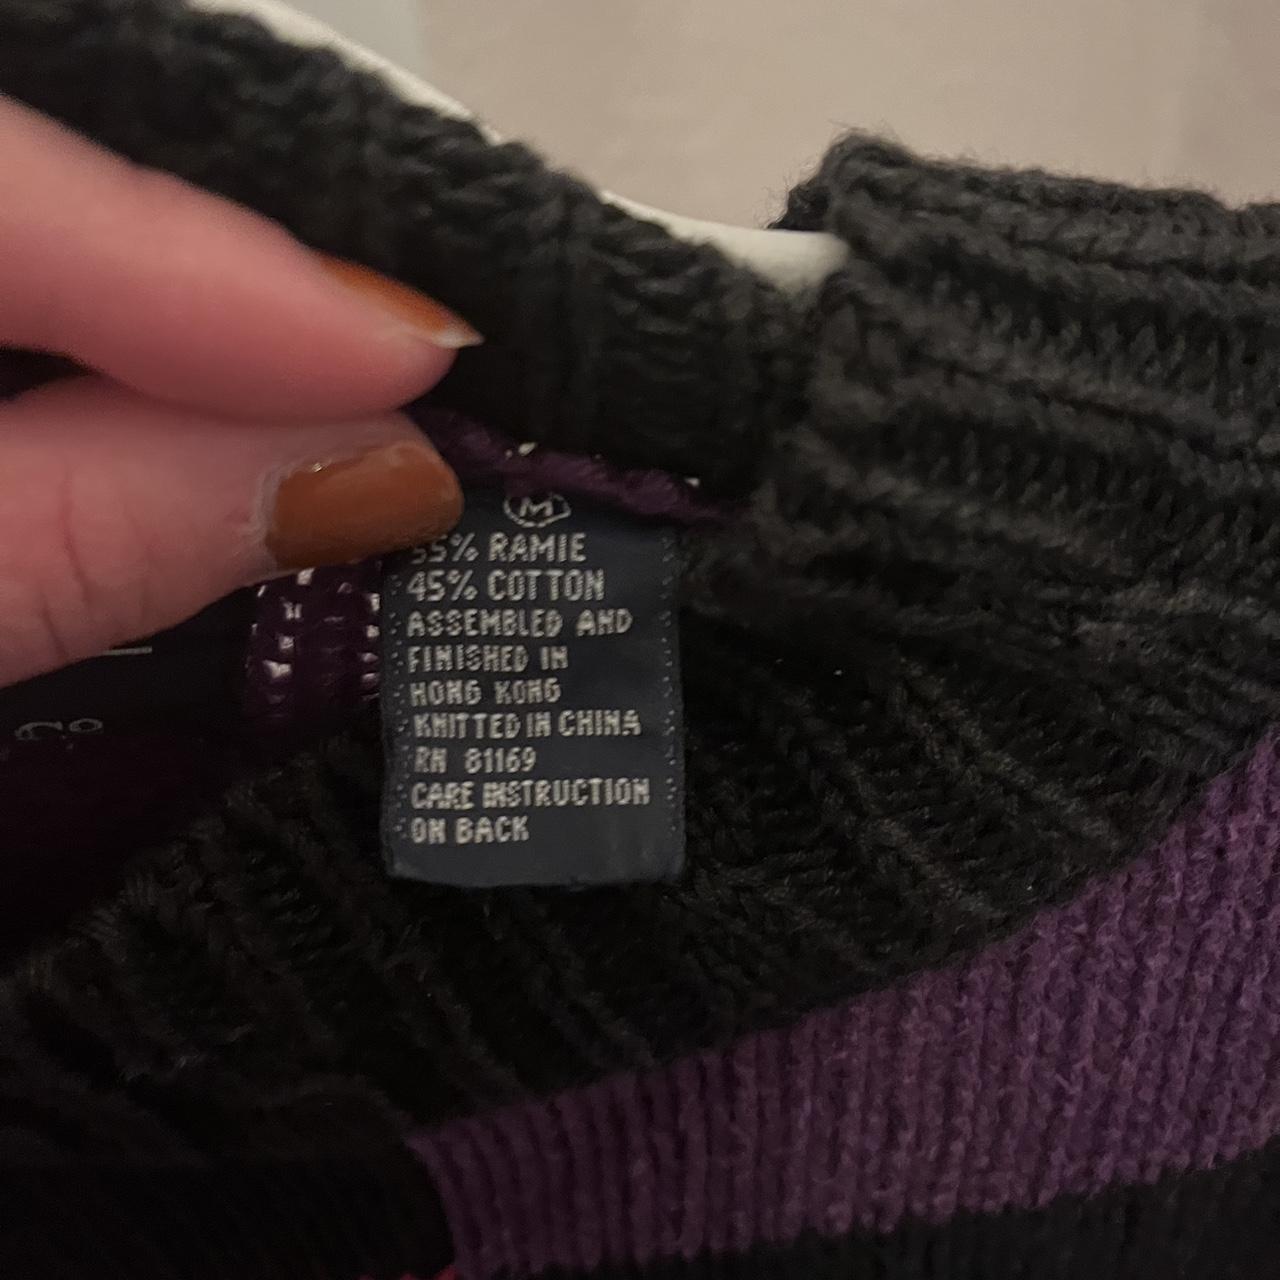 M
55% RAMIE
45% COTTON
ASSEMBLED AND
FINISHED IN
HONG KONG
KNITTED IN CHINA
RN 81169
CARE INSTRUCTION
ON BACK